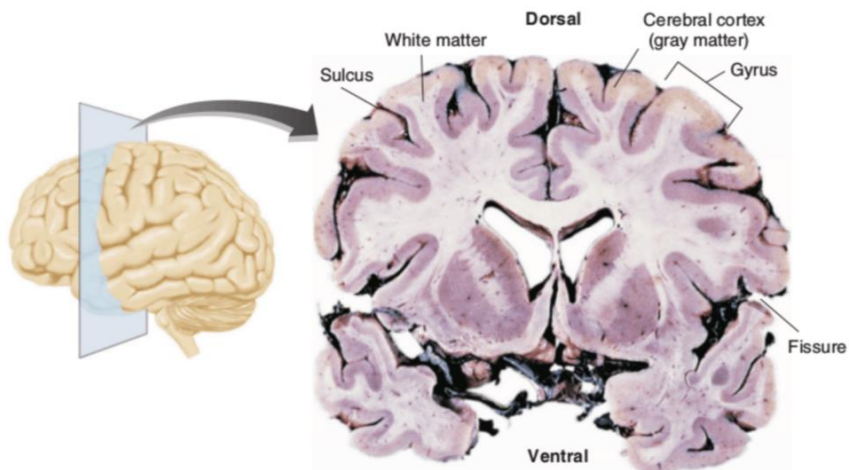 Dorsal
Cerebral cortex
(gray matter)
White matter
Gyrus
Sulcus
Fissure
Ventral